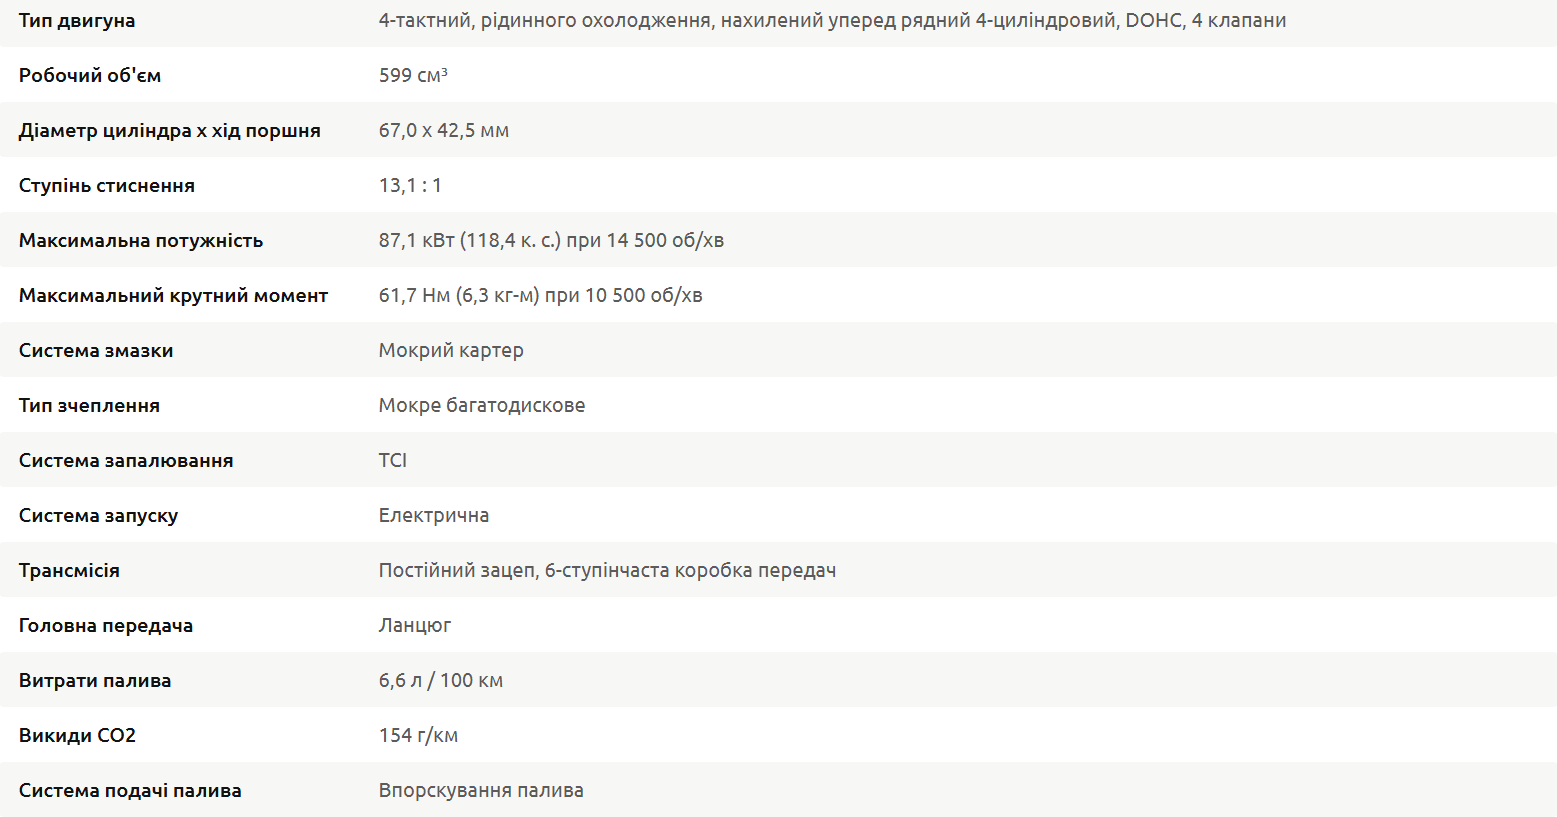 Тип двигуна 4-тактний, рідинного охолодження, нахилений уперед рядний 4-циліндровий, DOHC, 4 клапани
Робочий об'єм 599 см³
Діаметр циліндра х хід поршня 67,0 x 42,5 мм
Ступінь стиснення 13,1 : 1
Максимальна потужність 87,1 кВт (118,4 к. с.) при 14 500 об/хв
Максимальний крутний момент 61,7 Нм (6,3 кг-м) при 10 500 об/хв
Система змазки Мокрий картер
Тип зчеплення Мокре багатодискове
Система запалювання TCI
Система запуску Електрична
Трансмісія Постійний зацеп, 6-ступінчаста коробка передач
Головна передача Ланцюг
Витрати палива 6,6 л / 100 км
Викиди CO2 154 г/км
Система подачі палива Впорскування палива